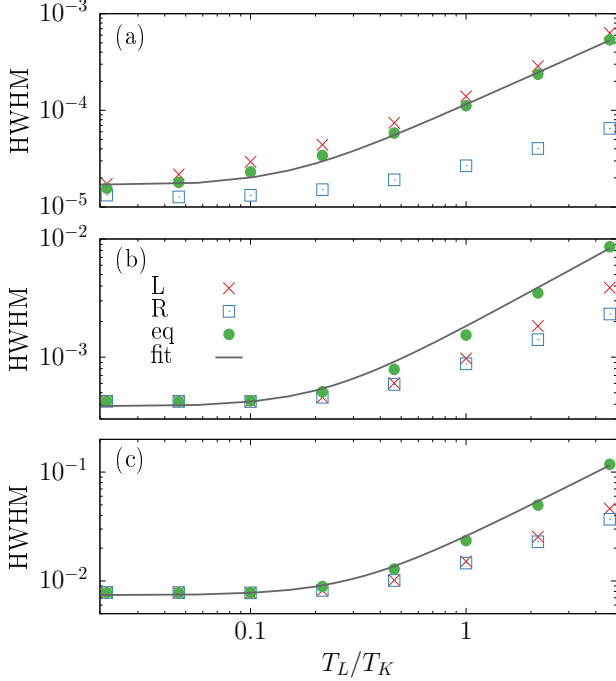 (a)
HWHM
10⁻³
10⁻⁴
10⁻⁵
(b)
HWHM
10⁻²
10⁻³
L
R
eq
fit
(c)
HWHM
10⁻¹
10⁻²
0.1
1
T_L/T_K